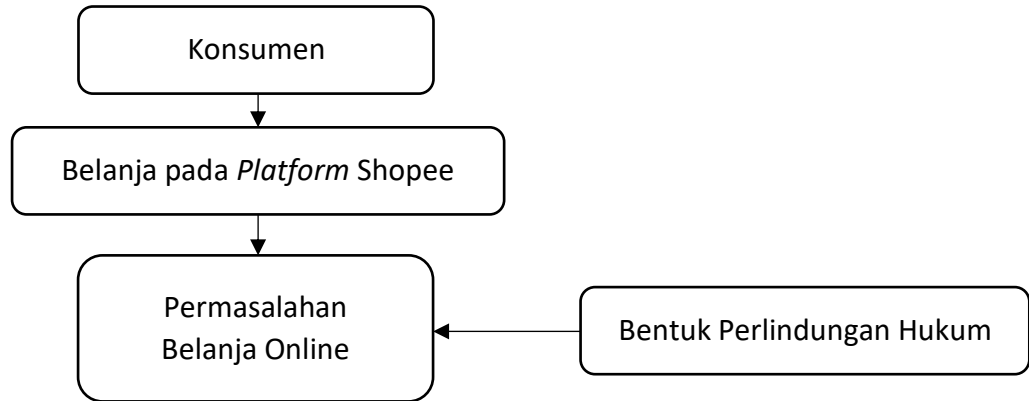 Konsumen
Belanja pada Platform Shopee
Permasalahan
Belanja Online
Bentuk Perlindungan Hukum